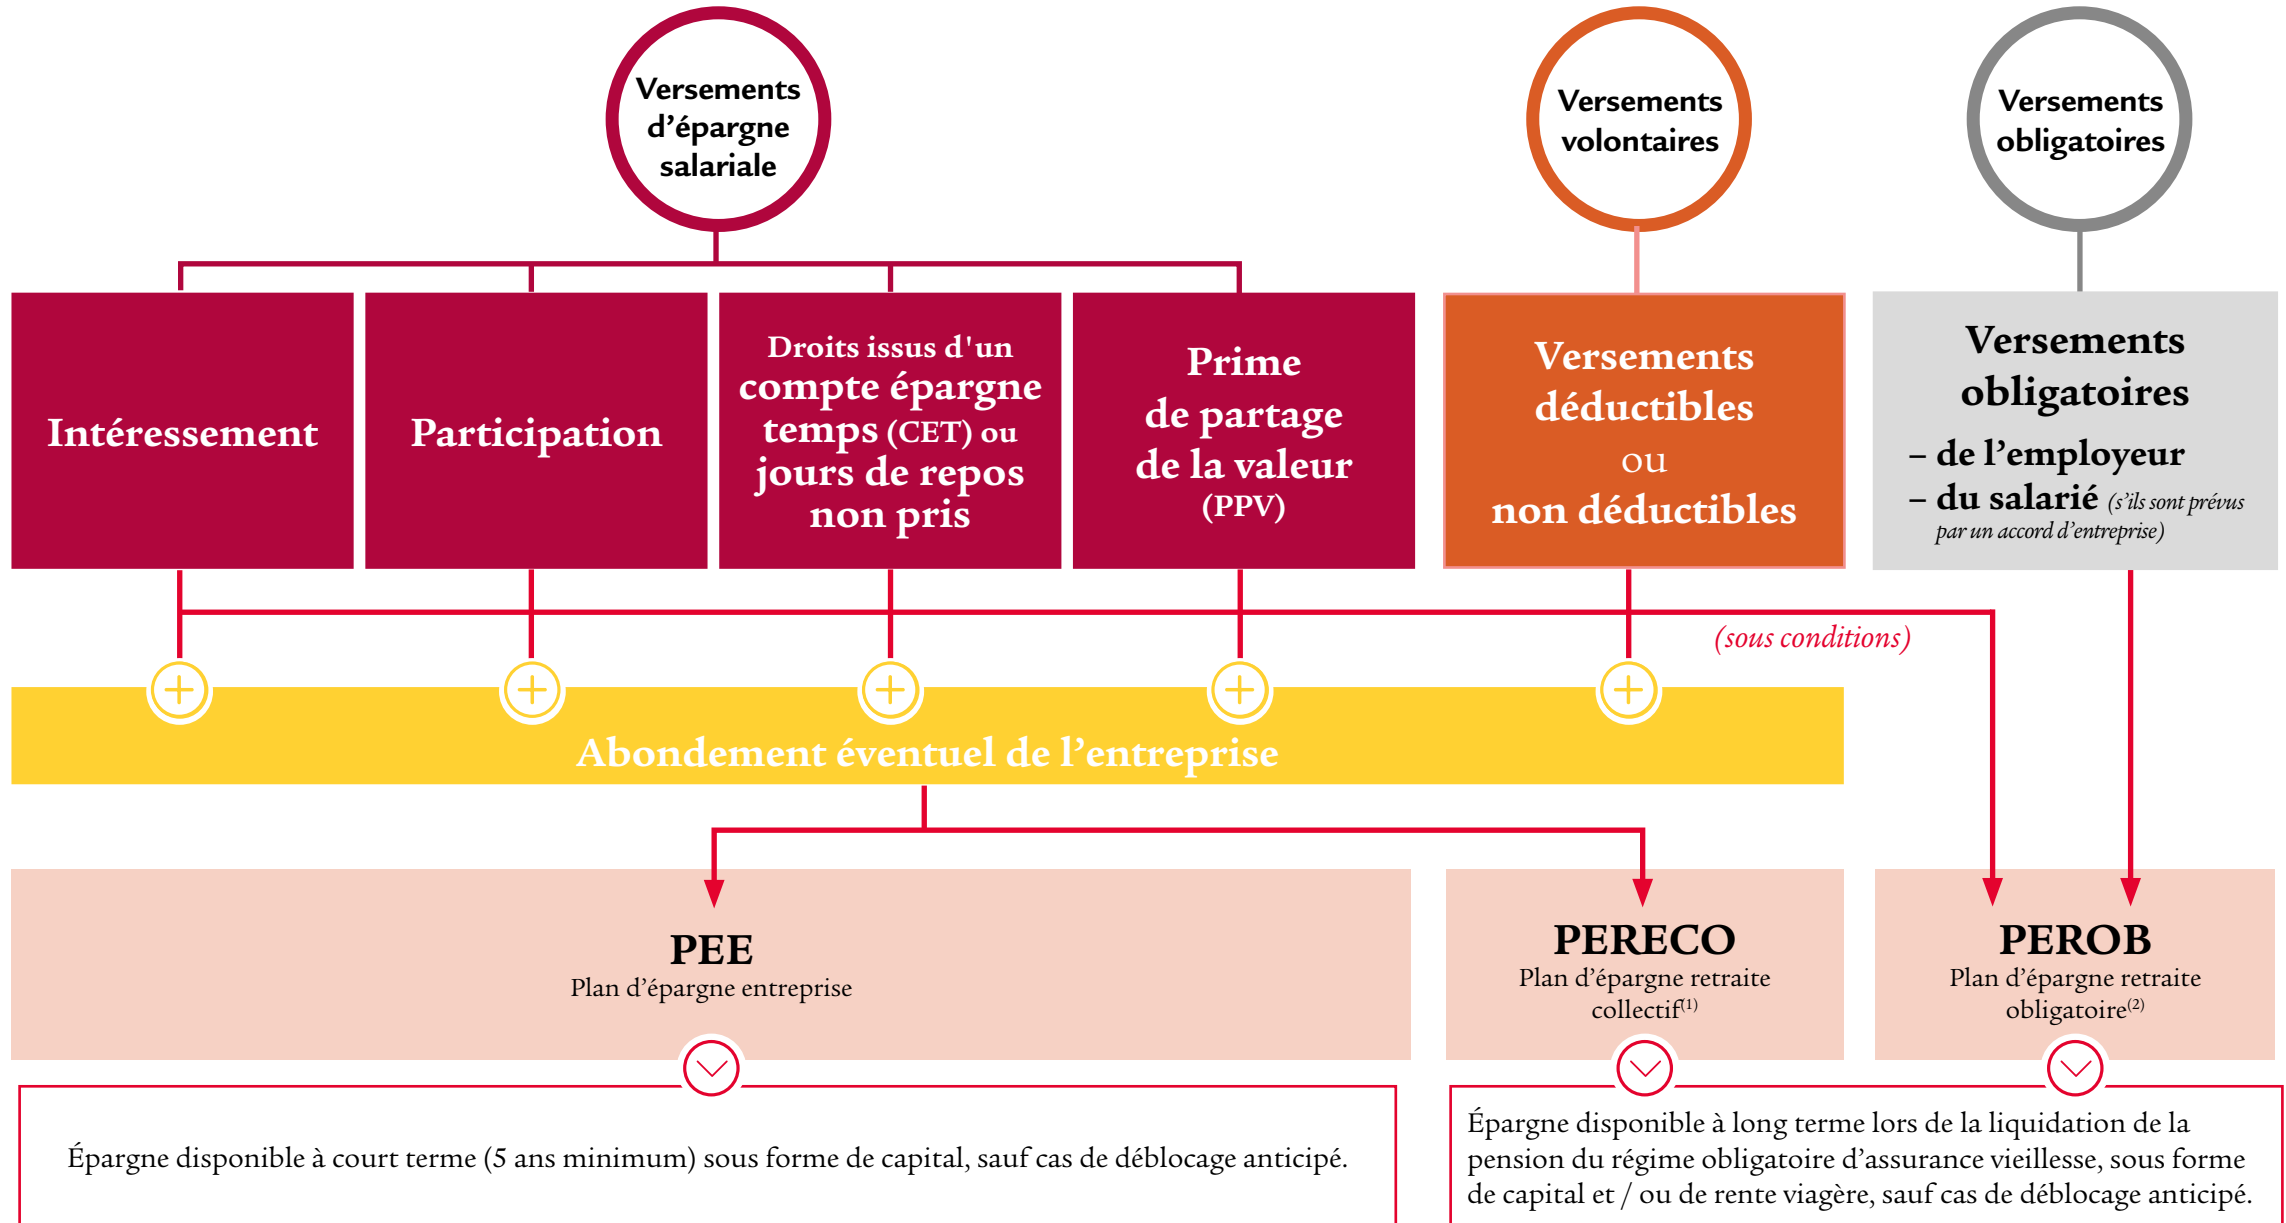 Versements
d’épargne
salariale
Versements
volontaires
Versements
obligatoires
Intéressement
Participation
Droits issus d'un
compte épargne
temps (CET) ou
jours de repos
non pris
Prime
de partage
de la valeur
(PPV)
Versements
déductibles
ou
non déductibles
Versements
obligatoires
– de l’employeur
– du salarié (s’ils sont prévus
par un accord d’entreprise)
(sous conditions)
Abondement éventuel de l’entreprise
PEE
Plan d’épargne entreprise
PERECO
Plan d’épargne retraite
collectif(1)
PEROB
Plan d’épargne retraite
obligatoire(2)
Épargne disponible à court terme (5 ans minimum) sous forme de capital, sauf cas de déblocage anticipé.
Épargne disponible à long terme lors de la liquidation de la
pension du régime obligatoire d’assurance vieillesse, sous forme
de capital et / ou de rente viagère, sauf cas de déblocage anticipé.